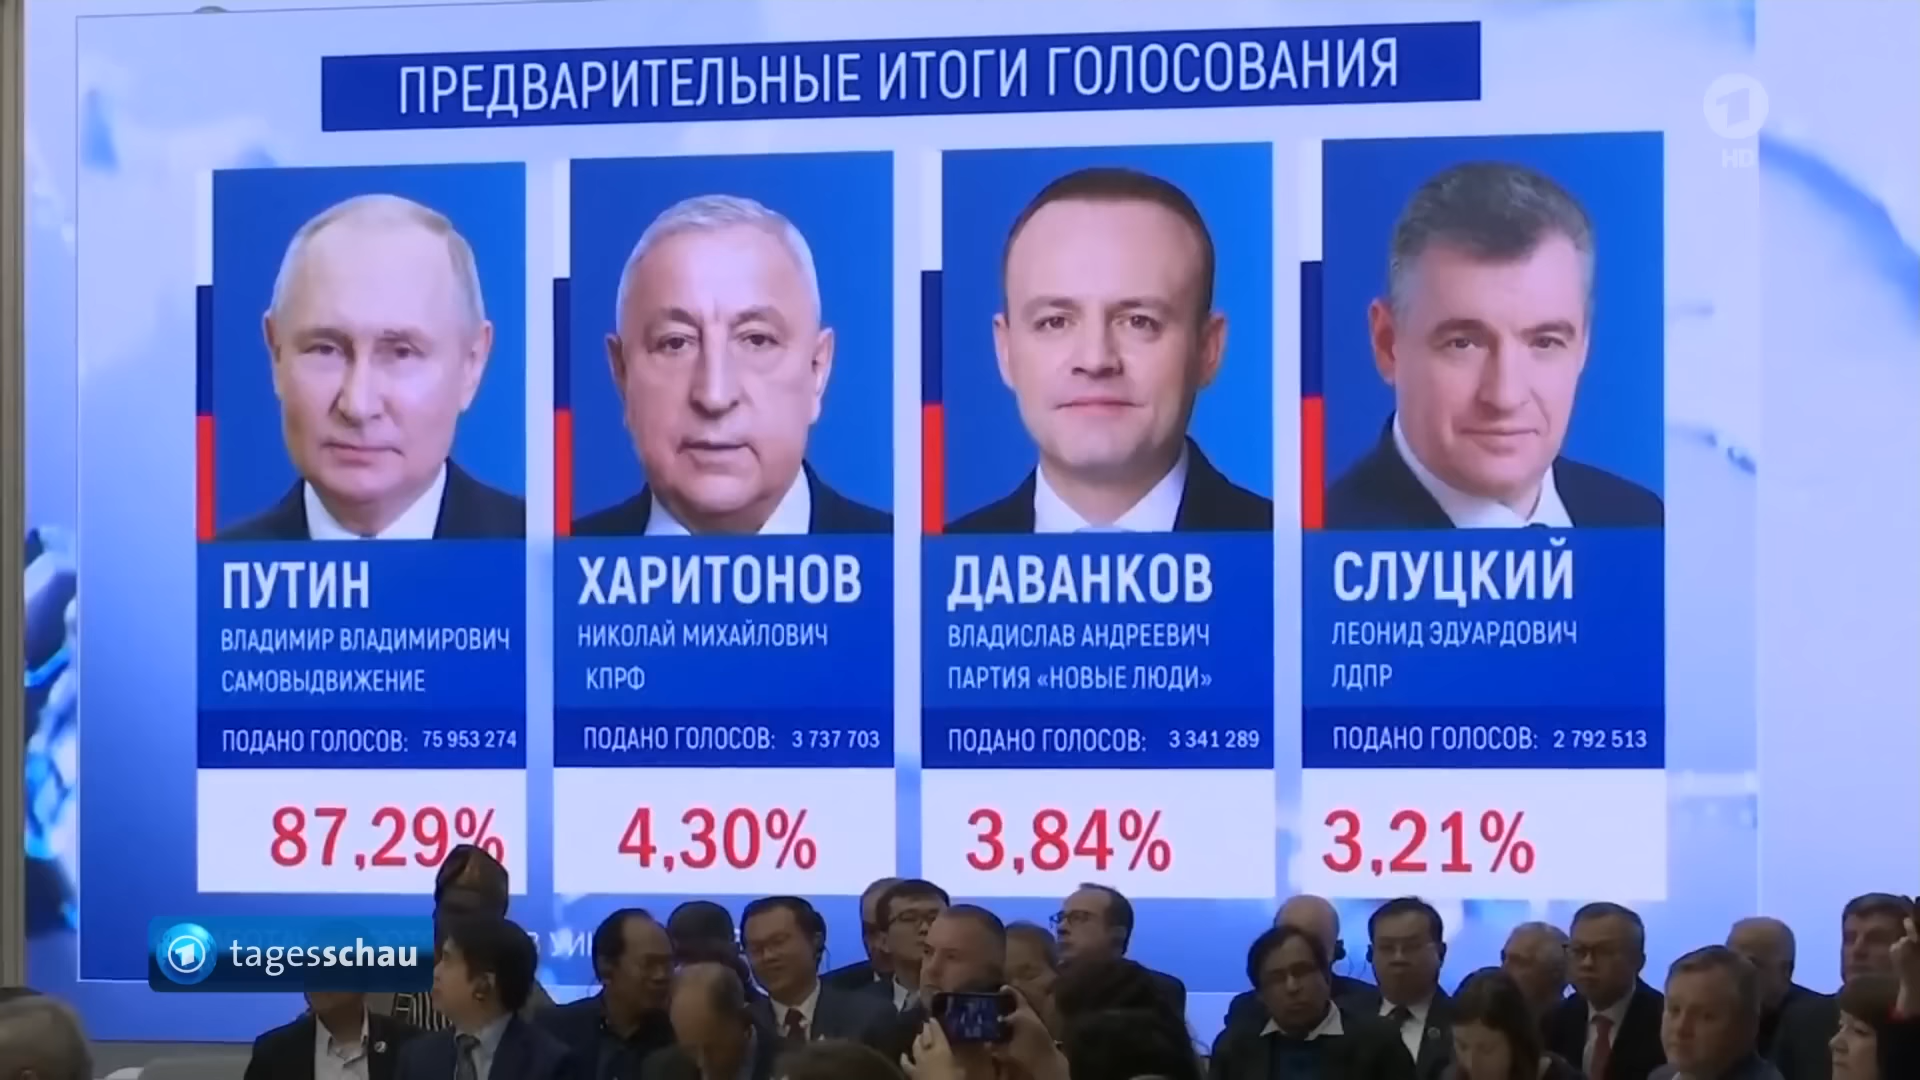 ПРЕДВАРИТЕЛЬНЫЕ ИТОГИ ГОЛОСОВАНИЯ
1
HD
ПУТИН
ВЛАДИМИР ВЛАДИМИРОВИЧ
САМОВЫДВИЖЕНИЕ
ПОДАНО ГОЛОСОВ: 75 953 274
87,29%
ХАРИТОНОВ
НИКОЛАЙ МИХАЙЛОВИЧ
КПРФ
ПОДАНО ГОЛОСОВ: 3 737 703
4,30%
ДАВАНКОВ
ВЛАДИСЛАВ АНДРЕЕВИЧ
ПАРТИЯ «НОВЫЕ ЛЮДИ»
ПОДАНО ГОЛОСОВ: 3 341 289
3,84%
СЛУЦКИЙ
ЛЕОНИД ЭДУАРДОВИЧ
ЛДПР
ПОДАНО ГОЛОСОВ: 2 792 513
3,21%
1 tagesschau